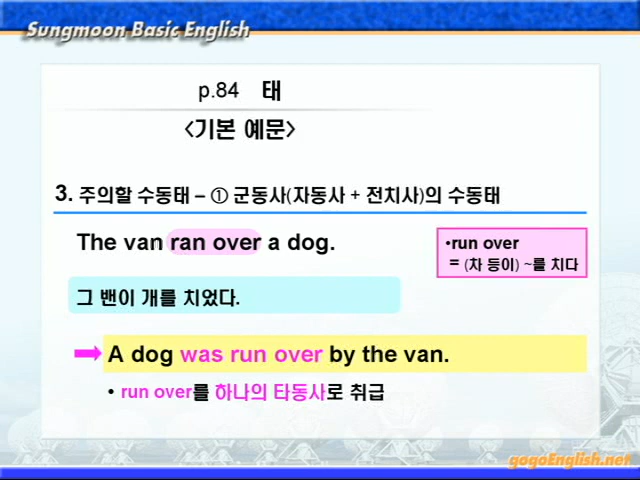 Sungmoon Basic English
p.84 태
<기본 예문>
3. 주의할 수동태 – ① 군동사(자동사 + 전치사)의 수동태
The van ran over a dog.
•run over
= (차 등이) ~를 치다
그 밴이 개를 치었다.
➡ A dog was run over by the van.
• run over를 하나의 타동사로 취급
gogoEnglish.net